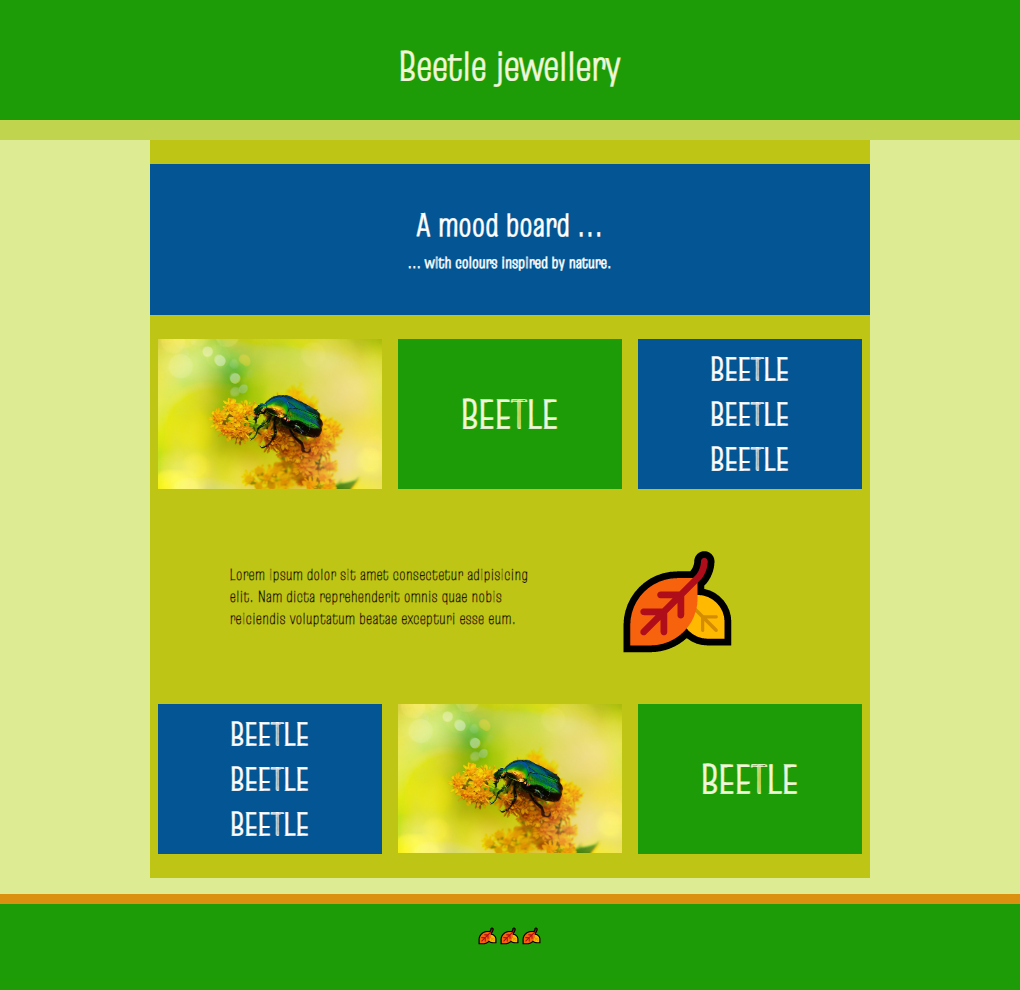 Beetle jewellery
A mood board ...
... with colours inspired by nature.
BEETLE
BEETLE
BEETLE
BEETLE
Lorem ipsum dolor sit amet consectetur adipisicing
elit. Nam dicta reprehenderit omnis quae nobis
reiciendis voluptatum beatae excepturi esse eum.
BEETLE
BEETLE
BEETLE
BEETLE